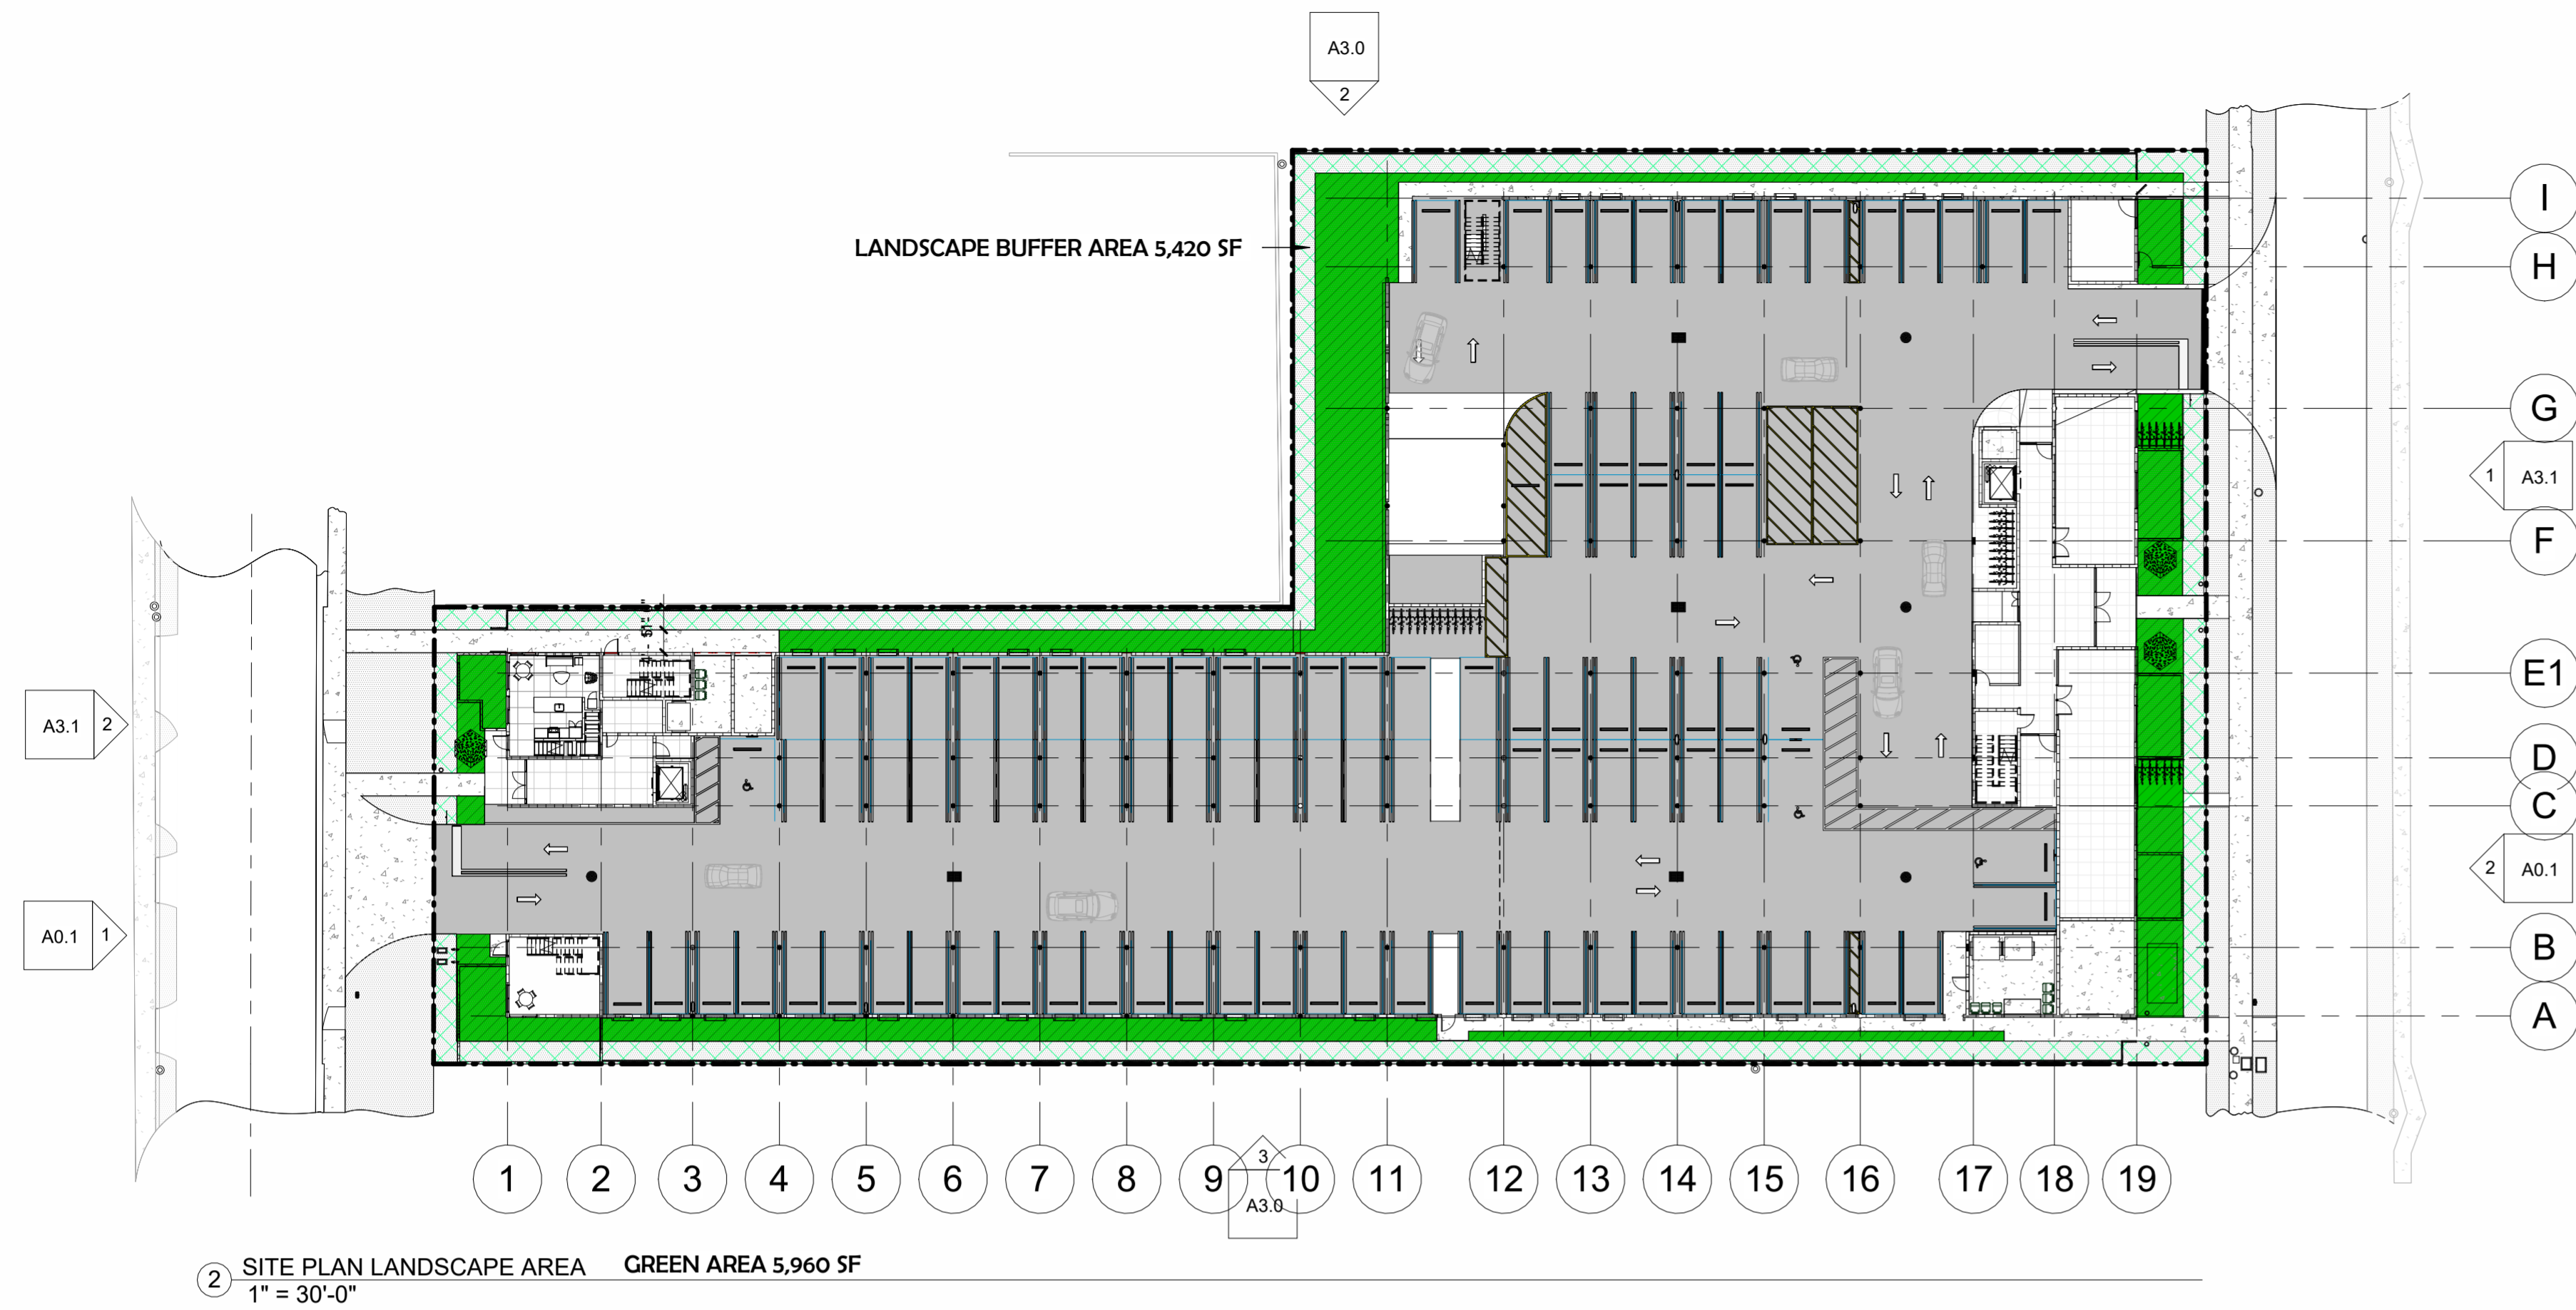 A3.0
2
LANDSCAPE BUFFER AREA 5,420 SF
I
H
G
1 A3.1
F
E1
A3.1 2
D
C
2 A0.1
A0.1 1
B
A
1 2 3 4 5 6 7 8 9 10 11 12 13 14 15 16 17 18 19
3
A3.0
2 SITE PLAN LANDSCAPE AREA GREEN AREA 5,960 SF
1" = 30'-0"